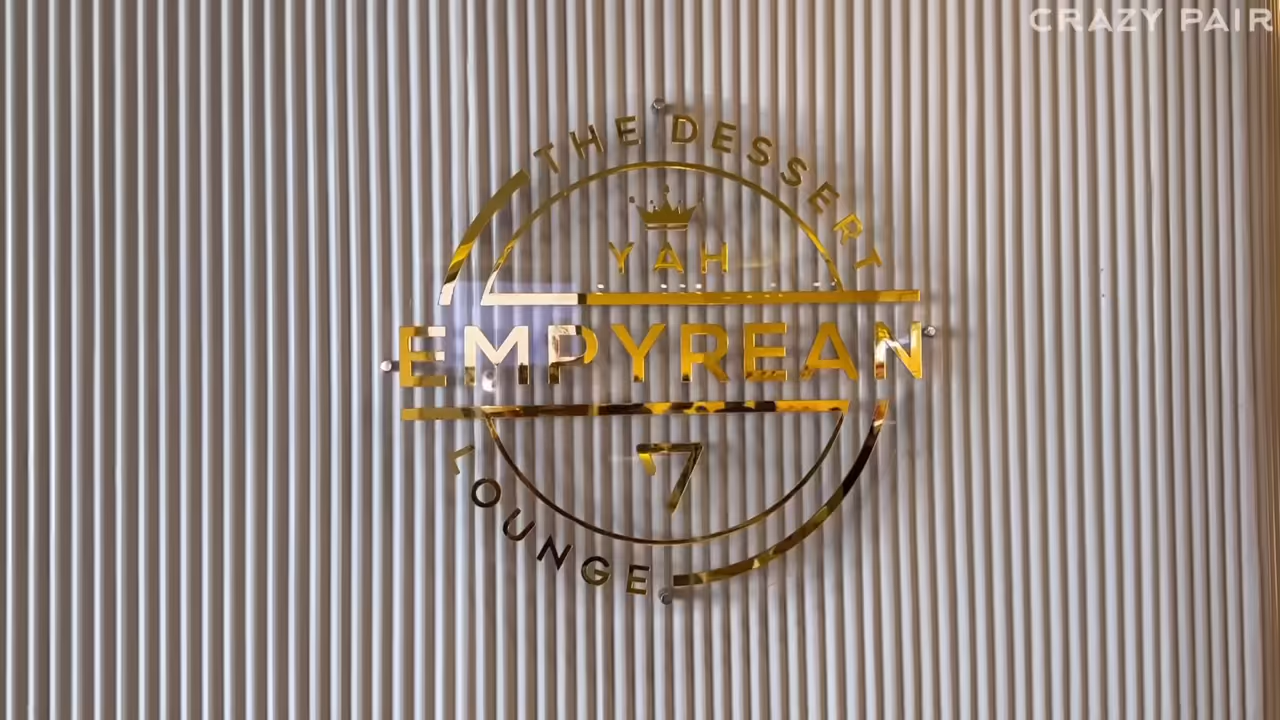 CRAZY PAIR
THE DESSERT
YAH
EMPYREAN
7
LOUNGE